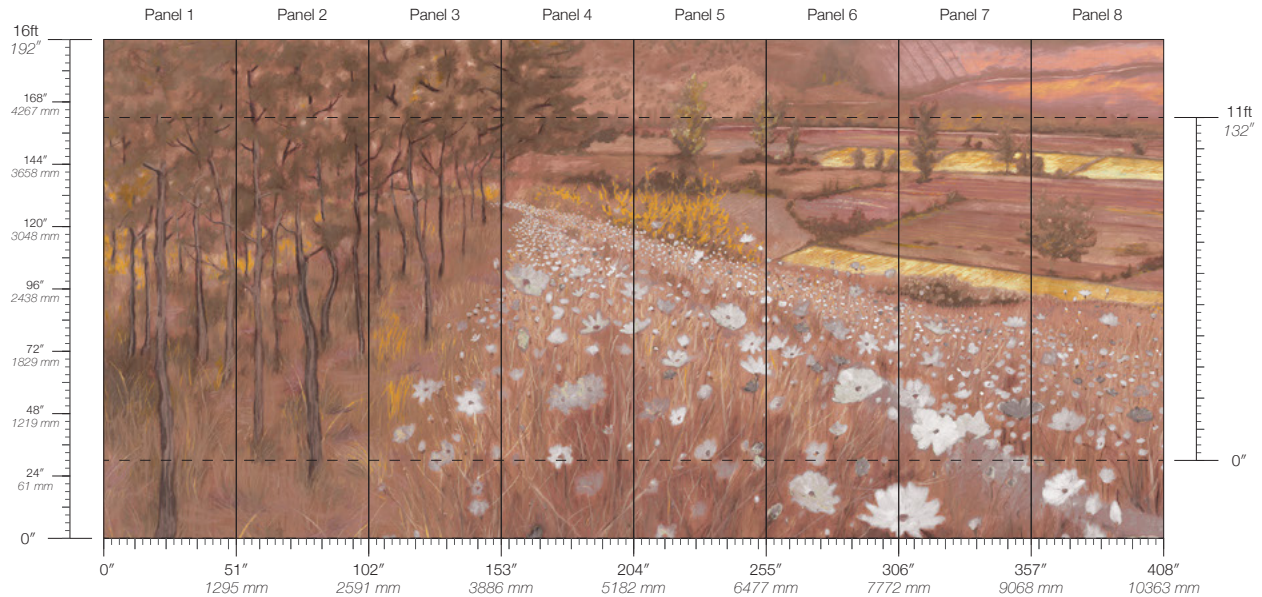 Panel 1 Panel 2 Panel 3 Panel 4 Panel 5 Panel 6 Panel 7 Panel 8
16ft
192″
168″
4267 mm
144″
3658 mm
120″
3048 mm
96″
2438 mm
72″
1829 mm
48″
1219 mm
24″
61 mm
0″
11ft
132″
0″
0″ 51″ 102″ 153″ 204″ 255″ 306″ 357″ 408″
1295 mm 2591 mm 3886 mm 5182 mm 6477 mm 7772 mm 9068 mm 10363 mm